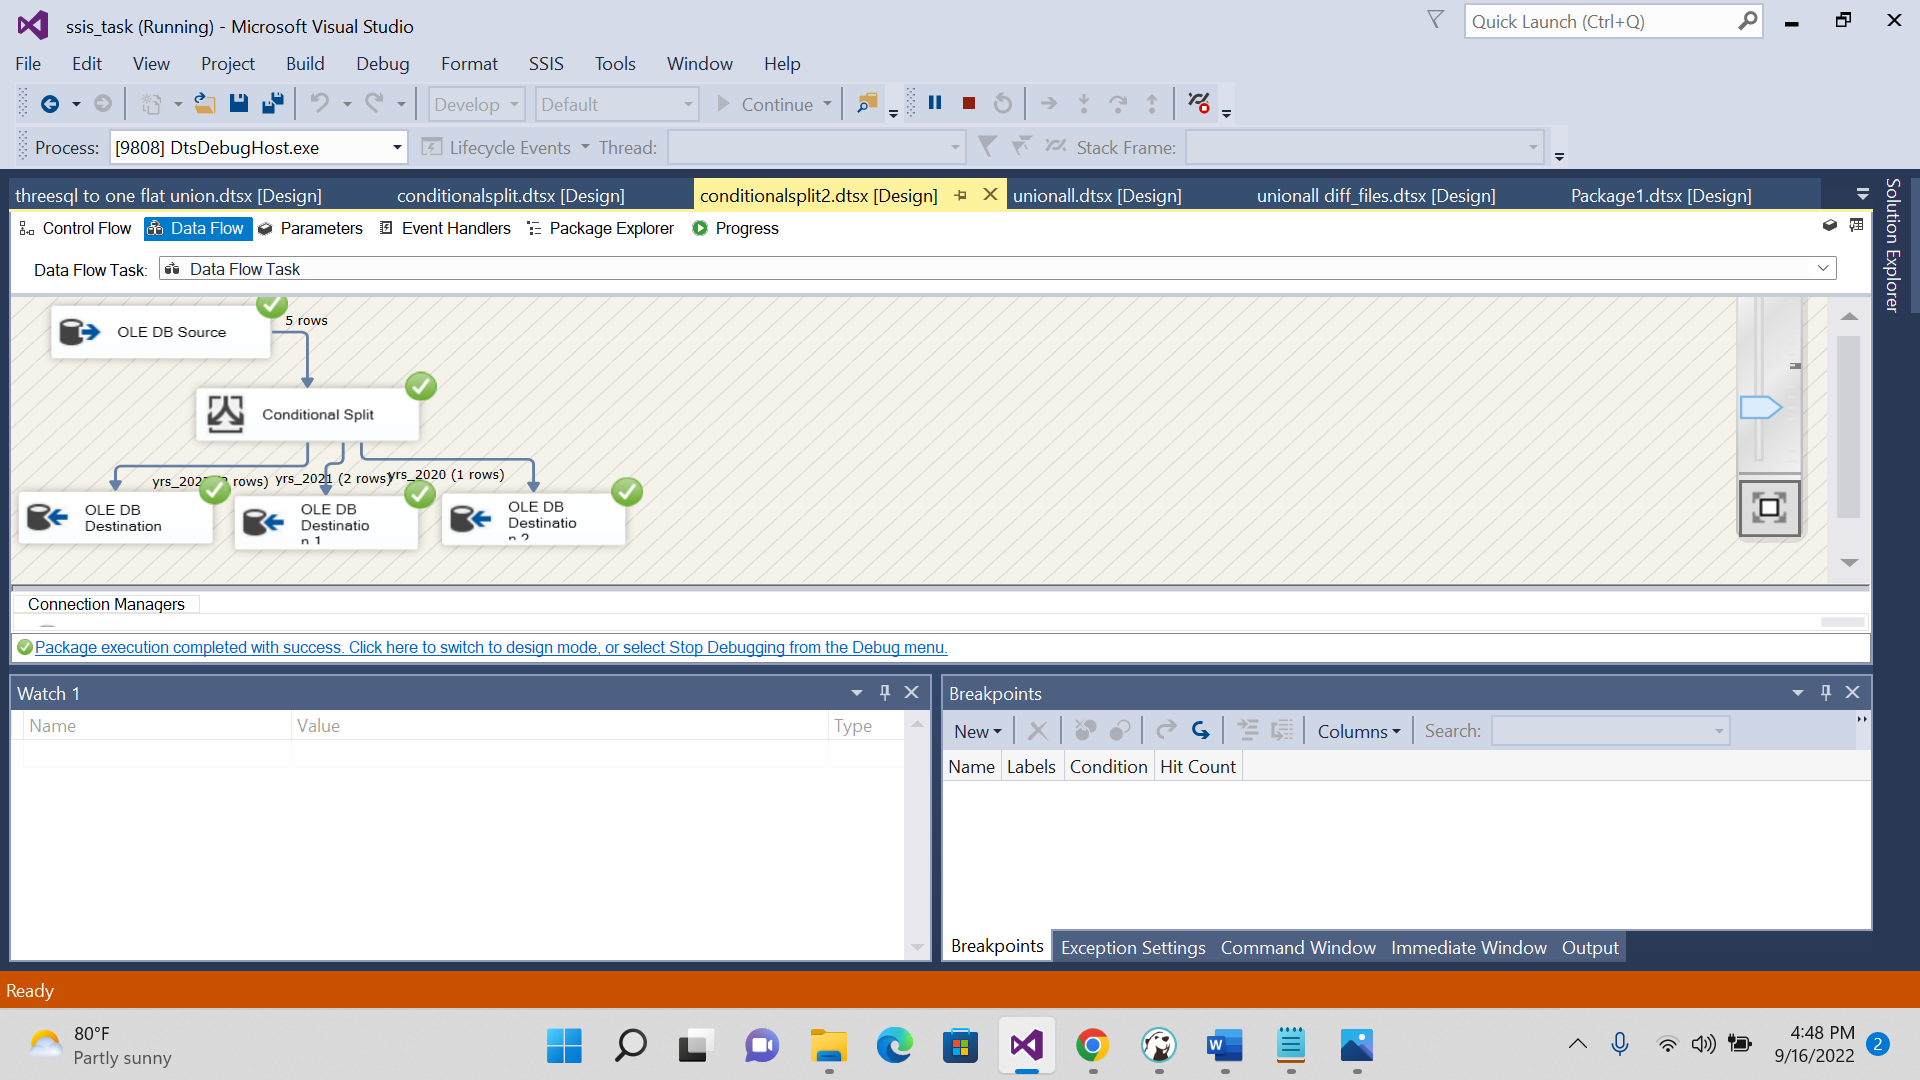 ssis_task (Running) - Microsoft Visual Studio
Quick Launch (Ctrl+Q)
File Edit View Project Build Debug Format SSIS Tools Window Help
Develop Default Continue
Process: [9808] DtsDebugHost.exe Lifecycle Events Thread: Stack Frame:
threesql to one flat union.dtsx [Design] conditionalsplit.dtsx [Design] conditionalsplit2.dtsx [Design] unionall.dtsx [Design] unionall diff_files.dtsx [Design] Package1.dtsx [Design]
Solution Explorer
Control Flow Data Flow Parameters Event Handlers Package Explorer Progress
Data Flow Task: Data Flow Task
5 rows
OLE DB Source
Conditional Split
rows) yrs_2021 (2 rows) yrs_2020 (1 rows)
OLE DB
Destination
OLE DB
Destinatio
n 1
OLE DB
Destinatio
n 2
Connection Managers
Package execution completed with success. Click here to switch to design mode, or select Stop Debugging from the Debug menu.
Watch 1
Name Value Type
Breakpoints
New Columns Search:
Name Labels Condition Hit Count
Breakpoints Exception Settings Command Window Immediate Window Output
Ready
80°F
Partly sunny
4:48 PM
9/16/2022
2